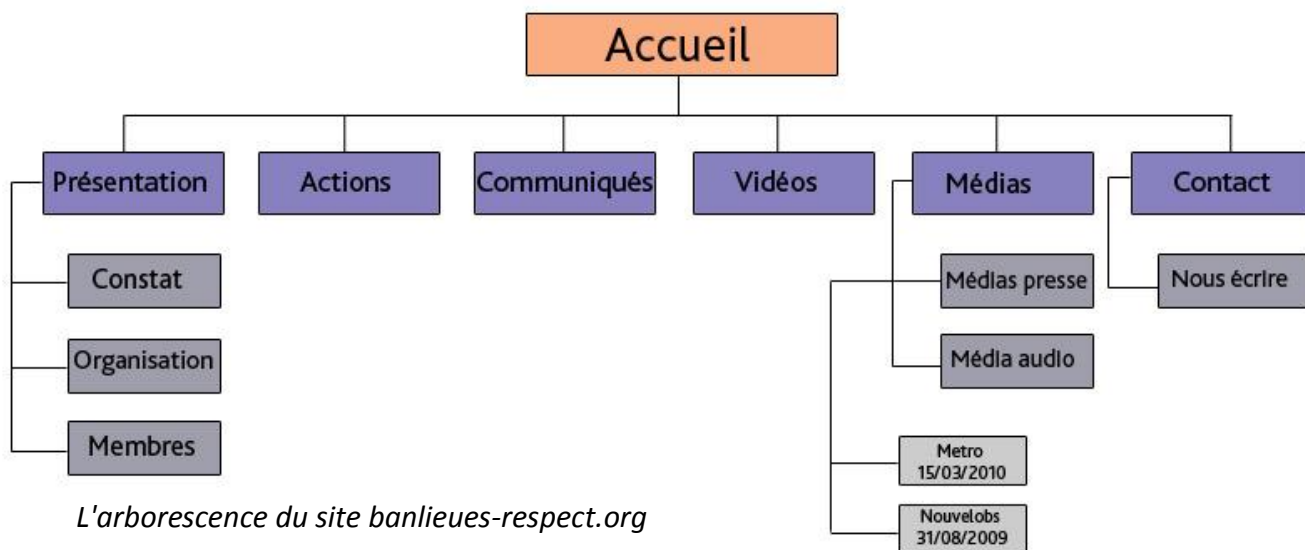 Accueil
Présentation
Actions
Communiqués
Vidéos
Médias
Contact
Constat
Médias presse
Nous écrire
Organisation
Média audio
Membres
Metro
15/03/2010
L'arborescence du site banlieues-respect.org
Nouvelobs
31/08/2009